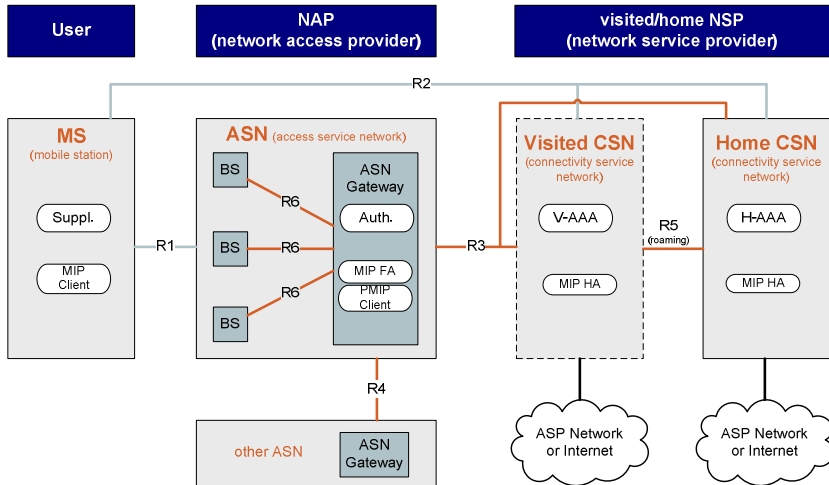 User
NAP
(network access provider)
visited/home NSP
(network service provider)
R2
MS
(mobile station)
Suppl.
MIP
Client
R1
ASN (access service network)
BS
BS
BS
R6
R6
R6
ASN
Gateway
Auth.
MIP FA
PMIP
Client
R3
Visited CSN
(connectivity service
network)
V-AAA
MIP HA
R5
(roaming)
Home CSN
(connectivity service
network)
H-AAA
MIP HA
R4
other ASN
ASN
Gateway
ASP Network
or Internet
ASP Network
or Internet